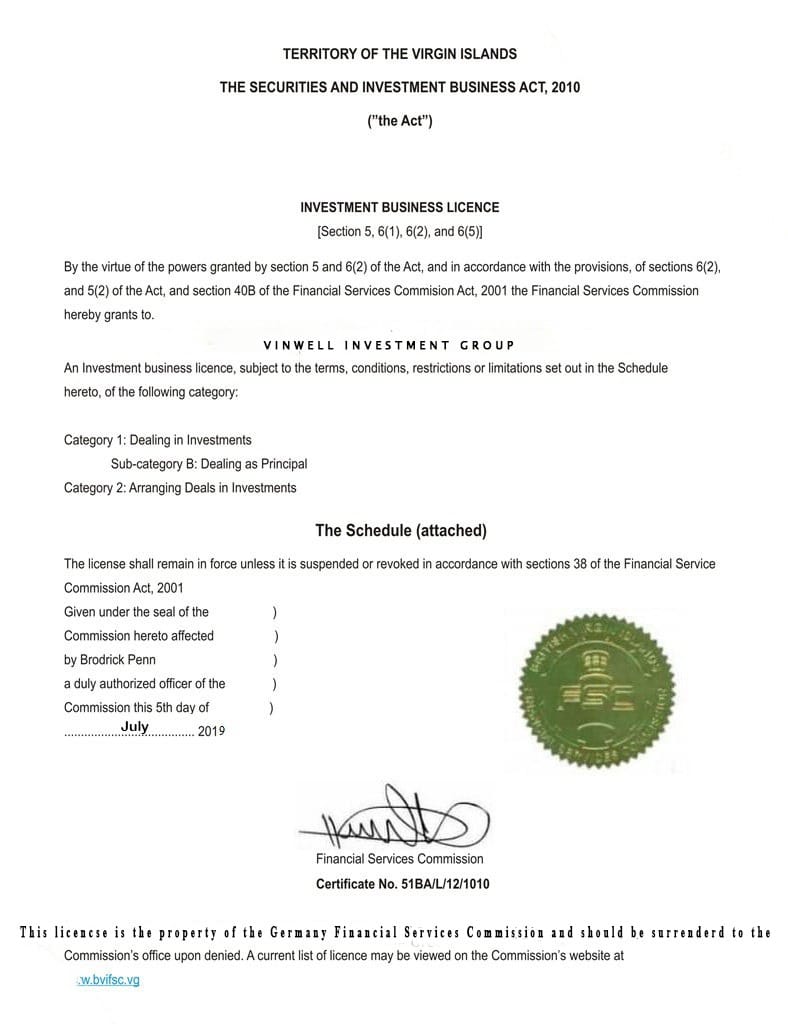 TERRITORY OF THE VIRGIN ISLANDS
THE SECURITIES AND INVESTMENT BUSINESS ACT, 2010
(”the Act”)
INVESTMENT BUSINESS LICENCE
[Section 5, 6(1), 6(2), and 6(5)]
By the virtue of the powers granted by section 5 and 6(2) of the Act, and in accordance with the provisions, of sections 6(2),
and 5(2) of the Act, and section 40B of the Financial Services Commision Act, 2001 the Financial Services Commission
hereby grants to.
VINWELL INVESTMENT GROUP
An Investment business licence, subject to the terms, conditions, restrictions or limitations set out in the Schedule
hereto, of the following category:
Category 1: Dealing in Investments
Sub-category B: Dealing as Principal
Category 2: Arranging Deals in Investments
The Schedule (attached)
The license shall remain in force unless it is suspended or revoked in accordance with sections 38 of the Financial Service
Commission Act, 2001
Given under the seal of the )
Commission hereto affected )
by Brodrick Penn )
a duly authorized officer of the )
Commission this 5th day of )
.......................July.............. 2019
FSC
Financial Services Commission
Certificate No. 51BA/L/12/1010
This licencse is the property of the Germany Financial Services Commission and should be surrenderd to the
Commission’s office upon denied. A current list of licence may be viewed on the Commission’s website at
.w.bvifsc.vg